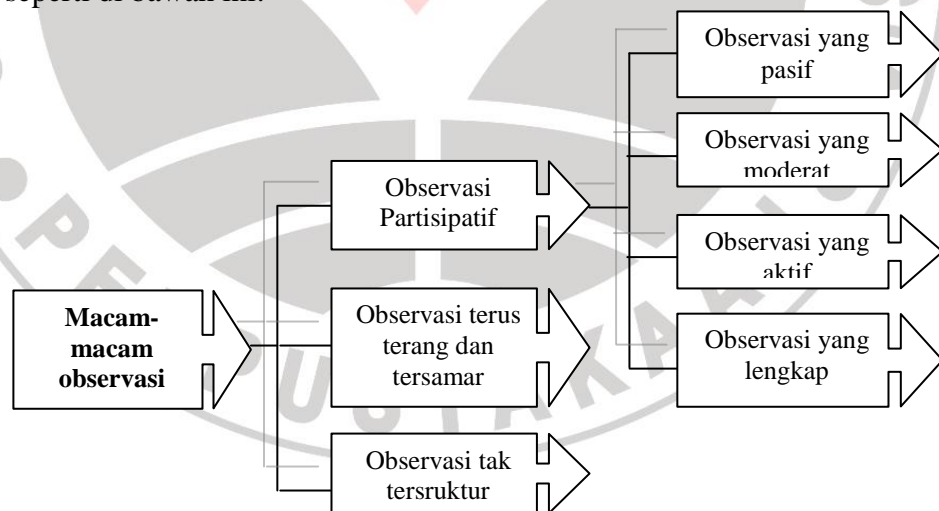 seperti di bawah ini:
Macam-
macam
observasi
Observasi
Partisipatif
Observasi terus
terang dan
tersamar
Observasi tak
tersruktur
Observasi yang
pasif
Observasi yang
moderat
Observasi yang
aktif
Observasi yang
lengkap